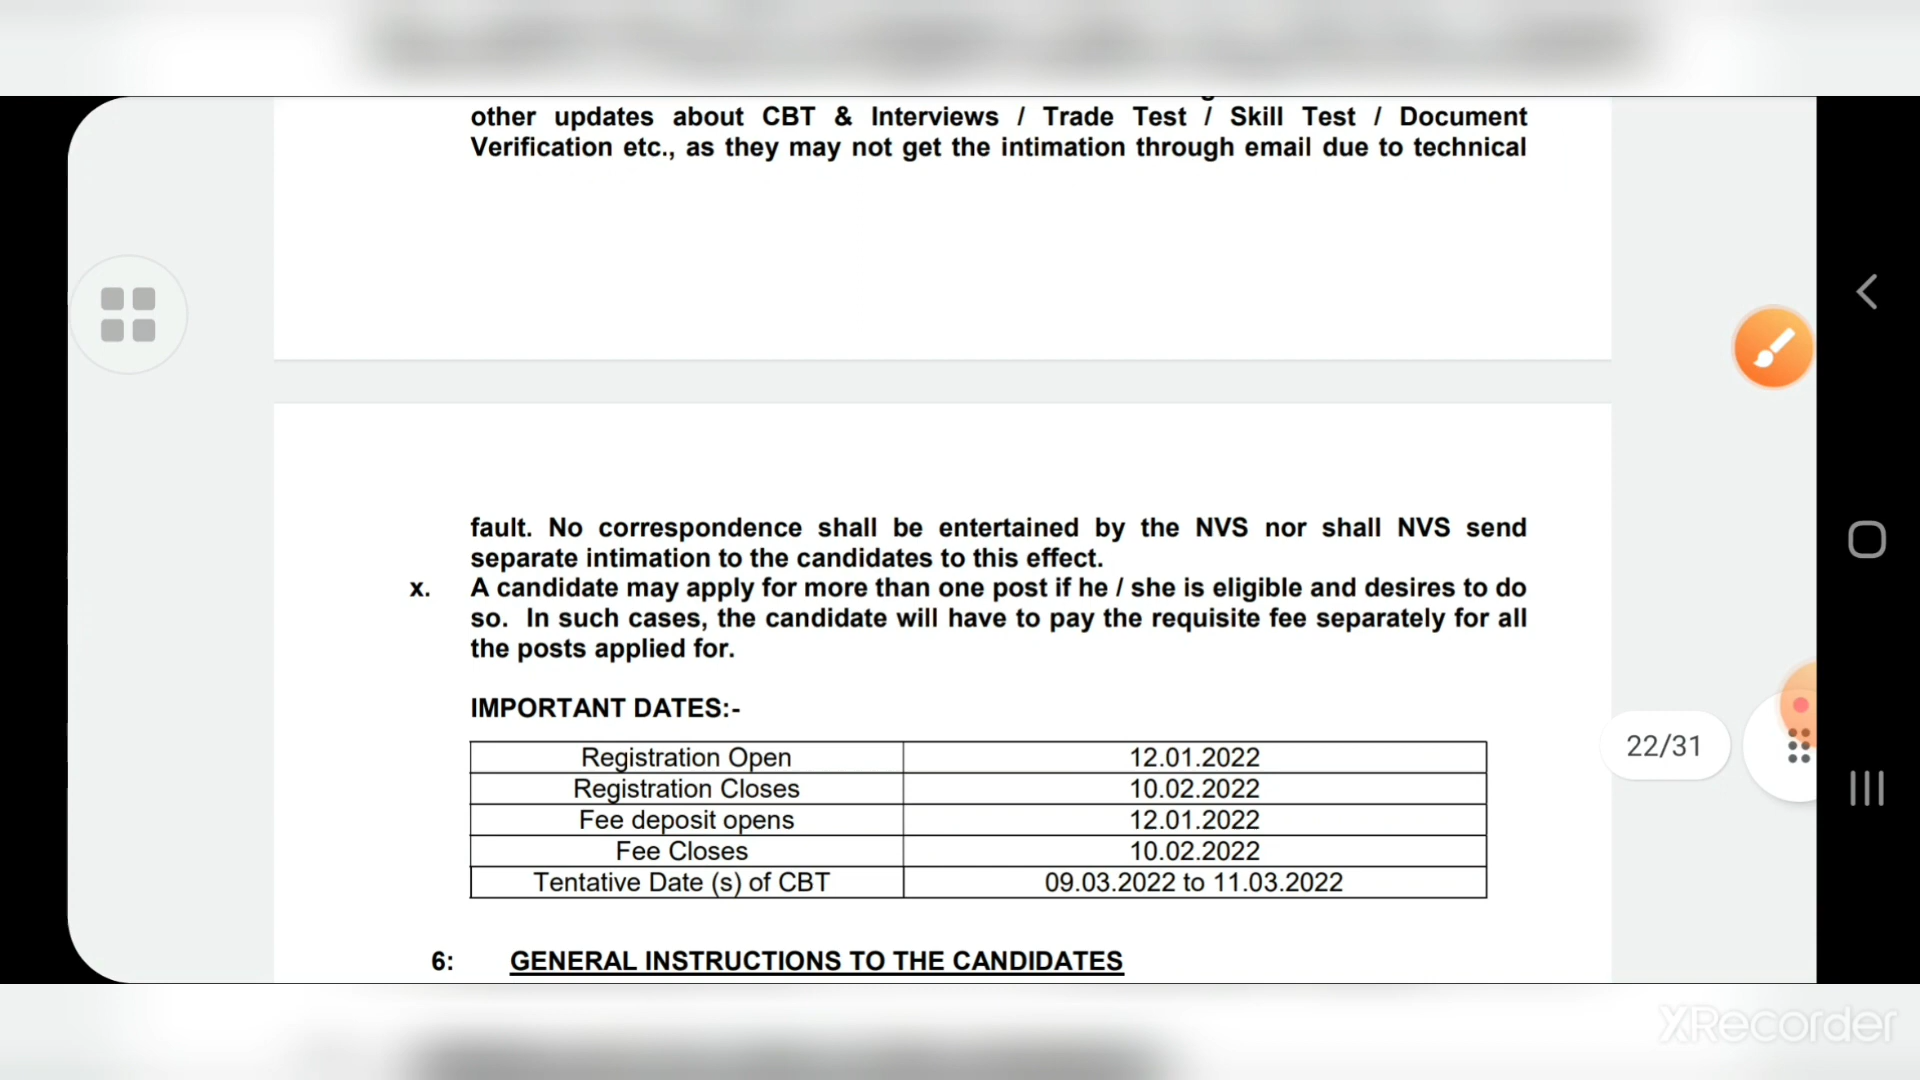 other updates about CBT & Interviews / Trade Test / Skill Test / Document
Verification etc., as they may not get the intimation through email due to technical
fault. No correspondence shall be entertained by the NVS nor shall NVS send
separate intimation to the candidates to this effect.
x. A candidate may apply for more than one post if he / she is eligible and desires to do
so. In such cases, the candidate will have to pay the requisite fee separately for all
the posts applied for.
IMPORTANT DATES:-
Registration Open 12.01.2022
Registration Closes 10.02.2022
Fee deposit opens 12.01.2022
Fee Closes 10.02.2022
Tentative Date (s) of CBT 09.03.2022 to 11.03.2022
6: GENERAL INSTRUCTIONS TO THE CANDIDATES
22/31
XRecorder